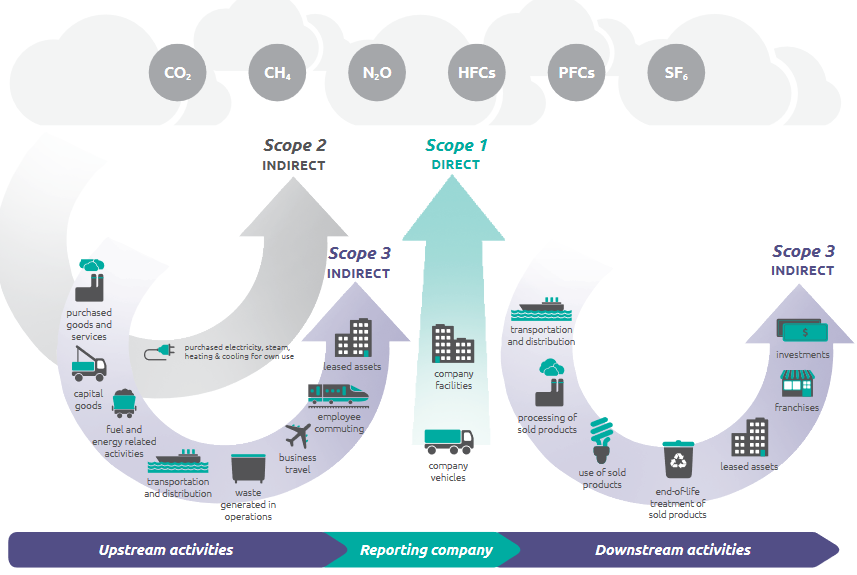 CO₂
CH₄
N₂O
HFCs
PFCs
SF₆
Scope 2
INDIRECT
Scope 1
DIRECT
Scope 3
INDIRECT
Scope 3
INDIRECT
purchased
goods and
services
capital
goods
fuel and
energy related
activities
purchased electricity, steam,
heating & cooling for own use
transportation
and distribution
waste
generated in
operations
business
travel
employee
commuting
leased assets
company
facilities
company
vehicles
transportation
and distribution
processing of
sold products
use of sold
products
end-of-life
treatment of
sold products
leased assets
franchises
$
investments
Upstream activities
Reporting company
Downstream activities